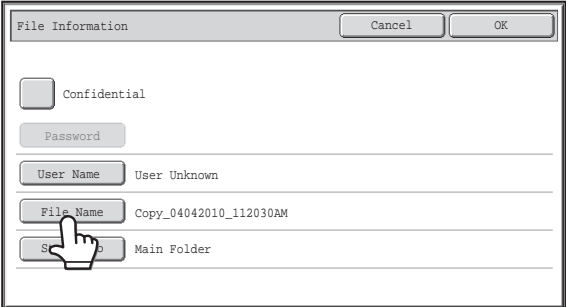 File Information Cancel OK
Confidential
Password
User Name User Unknown
File Name Copy_04042010_112030AM
Main Folder